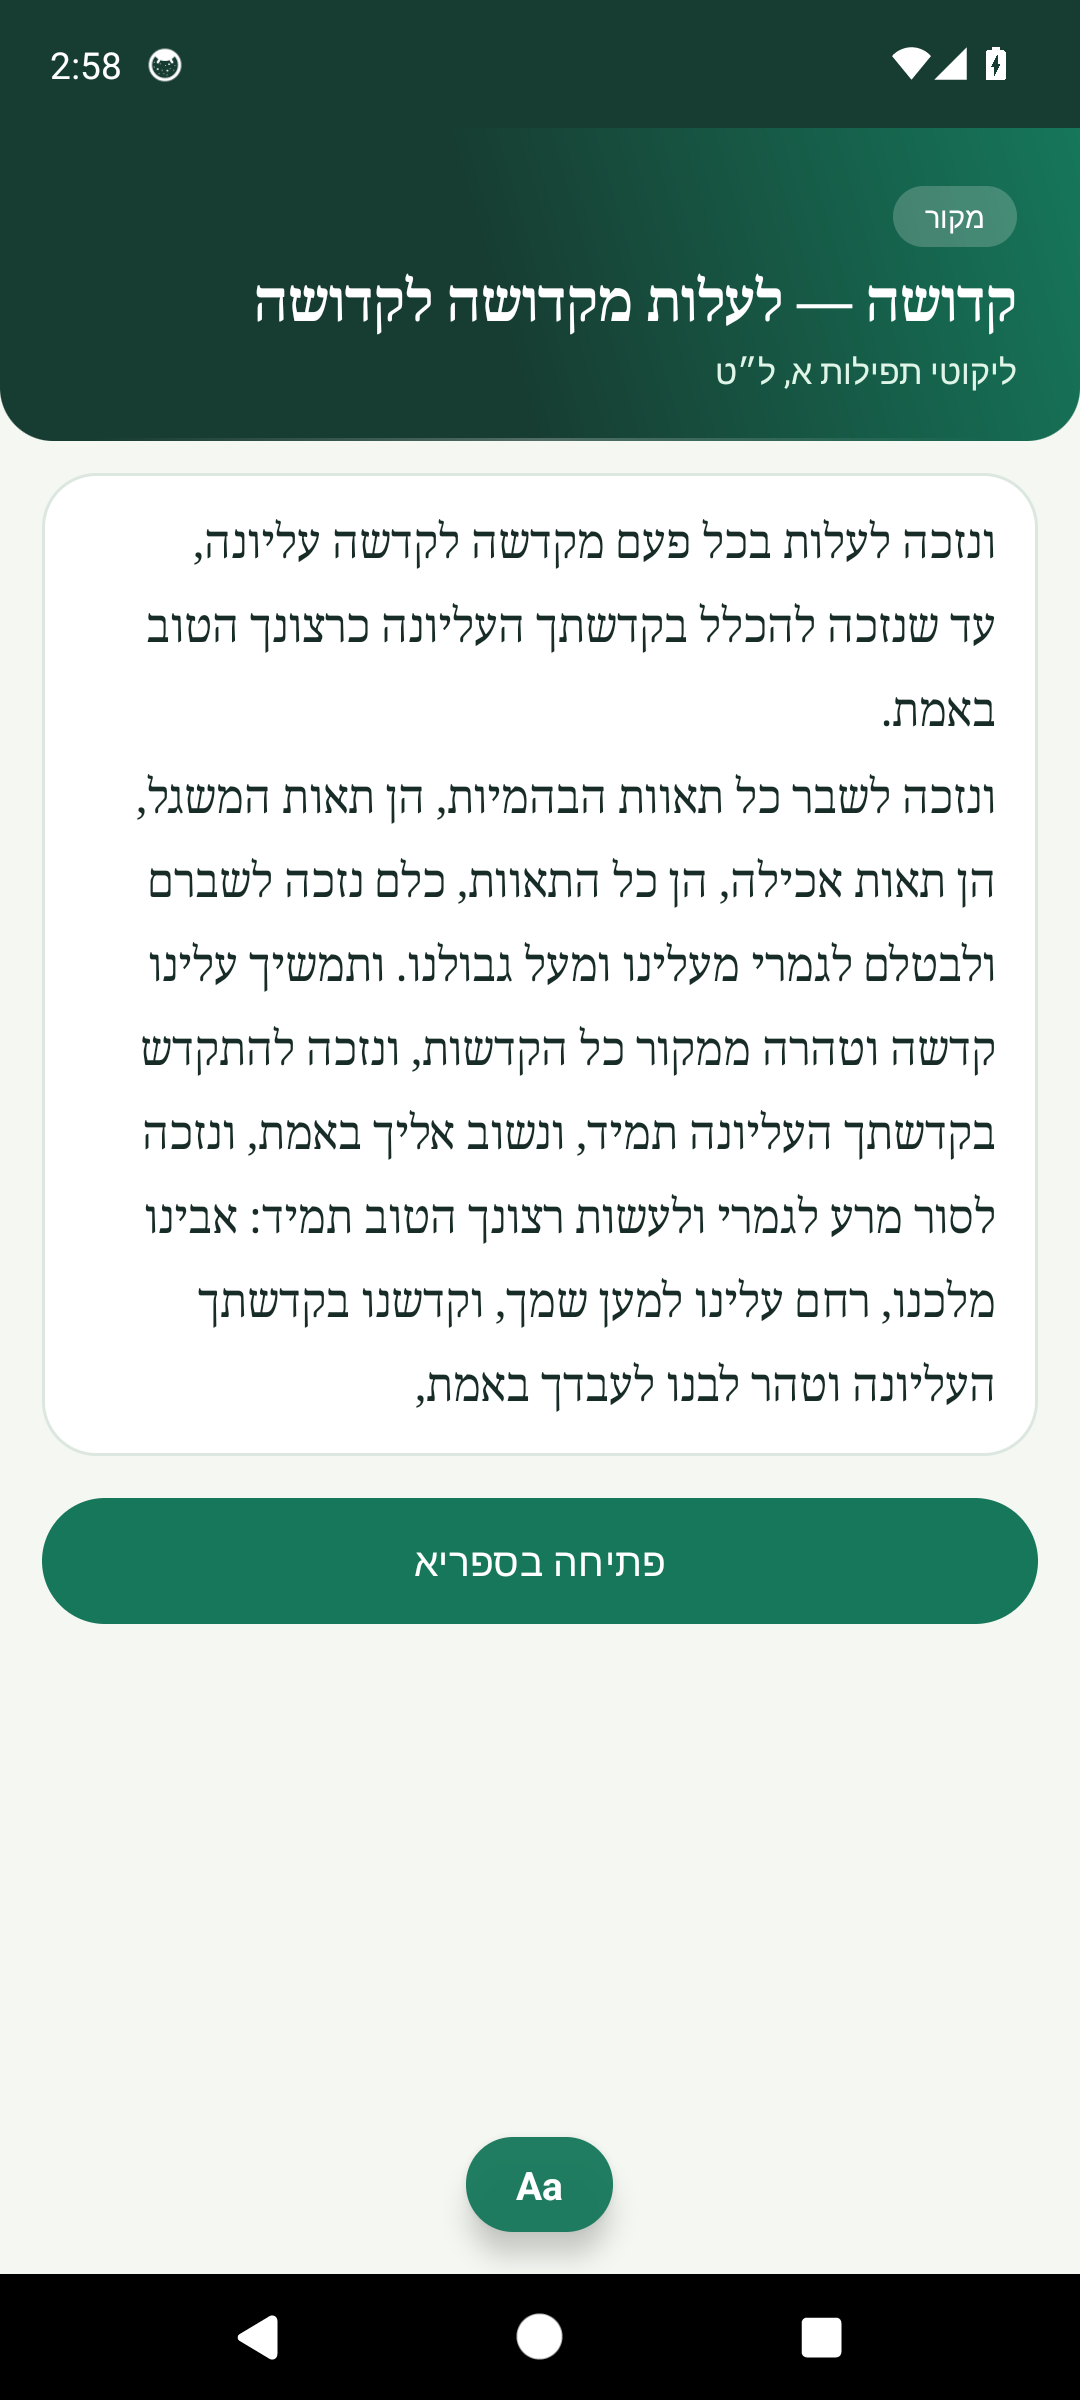 2:58
מקור
קדושה — לעלות מקדושה לקדושה
ליקוטי תפילות א, ל״ט
ונזכה לעלות בכל פעם מקדשה לקדשה עליונה,
עד שנזכה להכלל בקדשתך העליונה כרצונך הטוב
באמת.
ונזכה לשבר כל תאוות הבהמיות, הן תאות המשגל,
הן תאות אכילה, הן כל התאוות, כלם נזכה לשברם
ולבטלם לגמרי מעלינו ומעל גבולנו. ותמשיך עלינו
קדשה וטהרה ממקור כל הקדשות, ונזכה להתקדש
בקדשתך העליונה תמיד, ונשוב אליך באמת, ונזכה
לסור מרע לגמרי ולעשות רצונך הטוב תמיד: אבינו
מלכנו, רחם עלינו למען שמך, וקדשנו בקדשתך
העליונה וטהר לבנו לעבדך באמת,
פתיחה בספריא
Aa